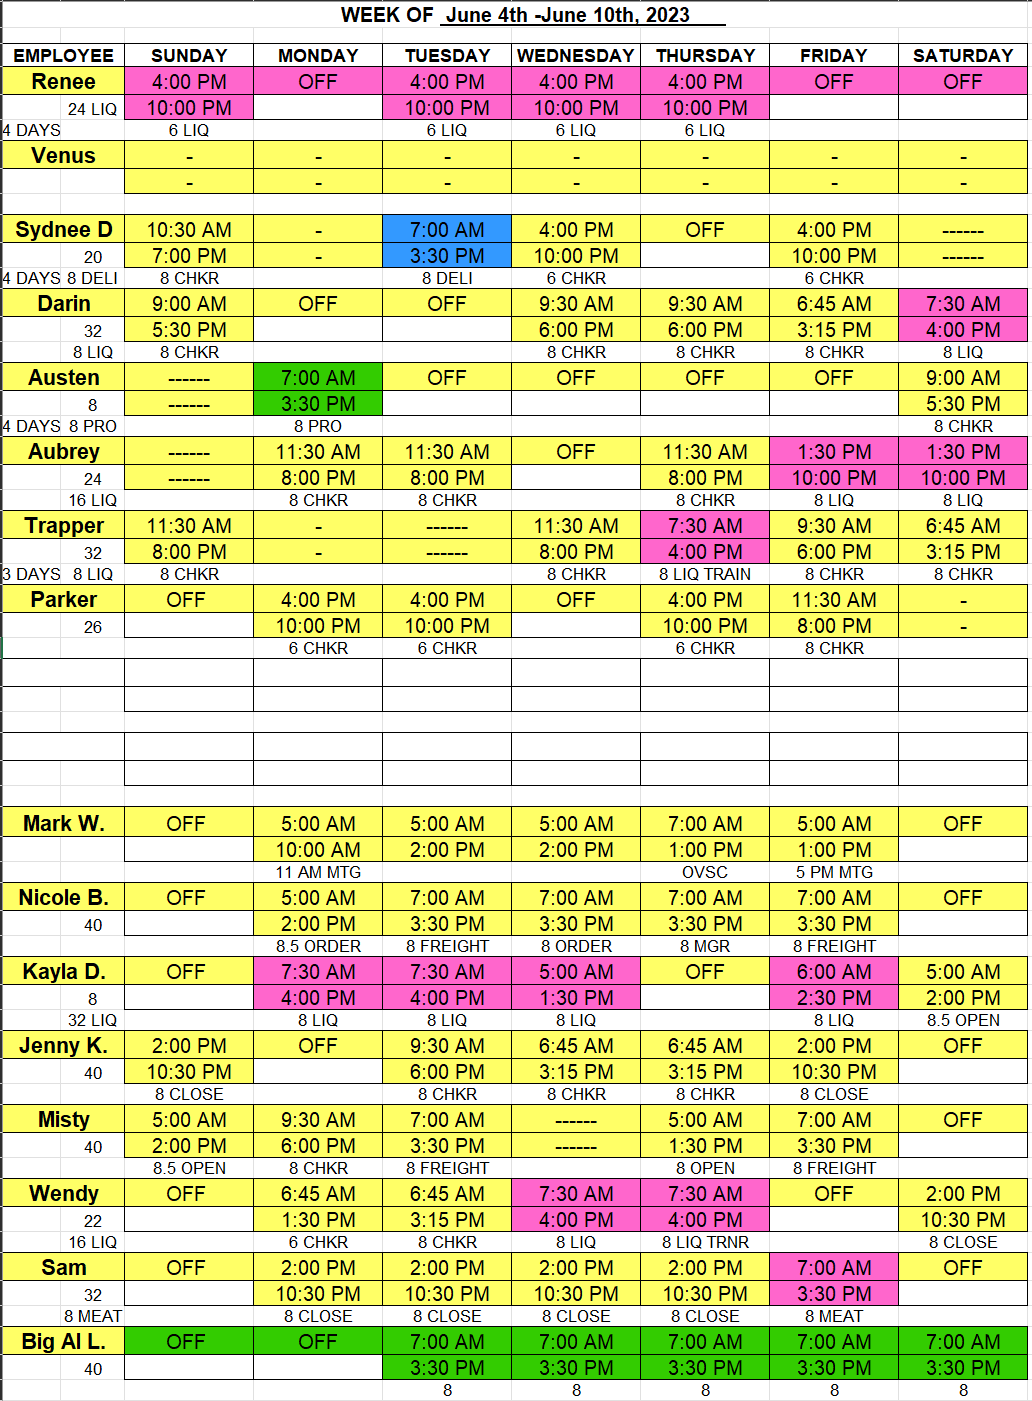 WEEK OF June 4th -June 10th, 2023
EMPLOYEE SUNDAY MONDAY TUESDAY WEDNESDAY THURSDAY FRIDAY SATURDAY
Renee 4:00 PM OFF 4:00 PM 4:00 PM 4:00 PM OFF OFF
24 LIQ 10:00 PM 10:00 PM 10:00 PM 10:00 PM
4 DAYS 6 LIQ 6 LIQ 6 LIQ 6 LIQ
Venus - - - - - - -
- - - - - - -
Sydnee D 10:30 AM - 7:00 AM 4:00 PM OFF 4:00 PM ------
20 7:00 PM - 3:30 PM 10:00 PM 10:00 PM ------
4 DAYS 8 DELI 8 CHKR 8 DELI 6 CHKR 6 CHKR
Darin 9:00 AM OFF OFF 9:30 AM 9:30 AM 6:45 AM 7:30 AM
32 5:30 PM 6:00 PM 6:00 PM 3:15 PM 4:00 PM
8 LIQ 8 CHKR 8 CHKR 8 CHKR 8 CHKR 8 LIQ
Austen ------ 7:00 AM OFF OFF OFF OFF 9:00 AM
8 ------ 3:30 PM 5:30 PM
4 DAYS 8 PRO 8 PRO 8 CHKR
Aubrey ------ 11:30 AM 11:30 AM OFF 11:30 AM 1:30 PM 1:30 PM
24 ------ 8:00 PM 8:00 PM 8:00 PM 10:00 PM 10:00 PM
16 LIQ 8 CHKR 8 CHKR 8 CHKR 8 LIQ 8 LIQ
Trapper 11:30 AM - ------ 11:30 AM 7:30 AM 9:30 AM 6:45 AM
32 8:00 PM - ------ 8:00 PM 4:00 PM 6:00 PM 3:15 PM
3 DAYS 8 LIQ 8 CHKR 8 CHKR 8 LIQ TRAIN 8 CHKR 8 CHKR
Parker OFF 4:00 PM 4:00 PM OFF 4:00 PM 11:30 AM -
26 10:00 PM 10:00 PM 10:00 PM 8:00 PM -
6 CHKR 6 CHKR 6 CHKR 8 CHKR
Mark W. OFF 5:00 AM 5:00 AM 5:00 AM 7:00 AM 5:00 AM OFF
10:00 AM 2:00 PM 2:00 PM 1:00 PM 1:00 PM
11 AM MTG OVSC 5 PM MTG
Nicole B. OFF 5:00 AM 7:00 AM 7:00 AM 7:00 AM 7:00 AM OFF
40 2:00 PM 3:30 PM 3:30 PM 3:30 PM 3:30 PM
8.5 ORDER 8 FREIGHT 8 ORDER 8 MGR 8 FREIGHT
Kayla D. OFF 7:30 AM 7:30 AM 5:00 AM OFF 6:00 AM 5:00 AM
8 4:00 PM 4:00 PM 1:30 PM 2:30 PM 2:00 PM
32 LIQ 8 LIQ 8 LIQ 8 LIQ 8 LIQ 8.5 OPEN
Jenny K. 2:00 PM OFF 9:30 AM 6:45 AM 6:45 AM 2:00 PM OFF
40 10:30 PM 6:00 PM 3:15 PM 3:15 PM 10:30 PM
8 CLOSE 8 CHKR 8 CHKR 8 CHKR 8 CLOSE
Misty 5:00 AM 9:30 AM 7:00 AM ------ 5:00 AM 7:00 AM OFF
40 2:00 PM 6:00 PM 3:30 PM ------ 1:30 PM 3:30 PM
8.5 OPEN 8 CHKR 8 FREIGHT 8 OPEN 8 FREIGHT
Wendy OFF 6:45 AM 6:45 AM 7:30 AM 7:30 AM OFF 2:00 PM
22 1:30 PM 3:15 PM 4:00 PM 4:00 PM 10:30 PM
16 LIQ 6 CHKR 8 CHKR 8 LIQ 8 LIQ TRNR 8 CLOSE
Sam OFF 2:00 PM 2:00 PM 2:00 PM 2:00 PM 7:00 AM OFF
32 10:30 PM 10:30 PM 10:30 PM 10:30 PM 3:30 PM
8 MEAT 8 CLOSE 8 CLOSE 8 CLOSE 8 CLOSE 8 MEAT
Big Al L. OFF OFF 7:00 AM 7:00 AM 7:00 AM 7:00 AM 7:00 AM
40 3:30 PM 3:30 PM 3:30 PM 3:30 PM 3:30 PM
8 8 8 8 8